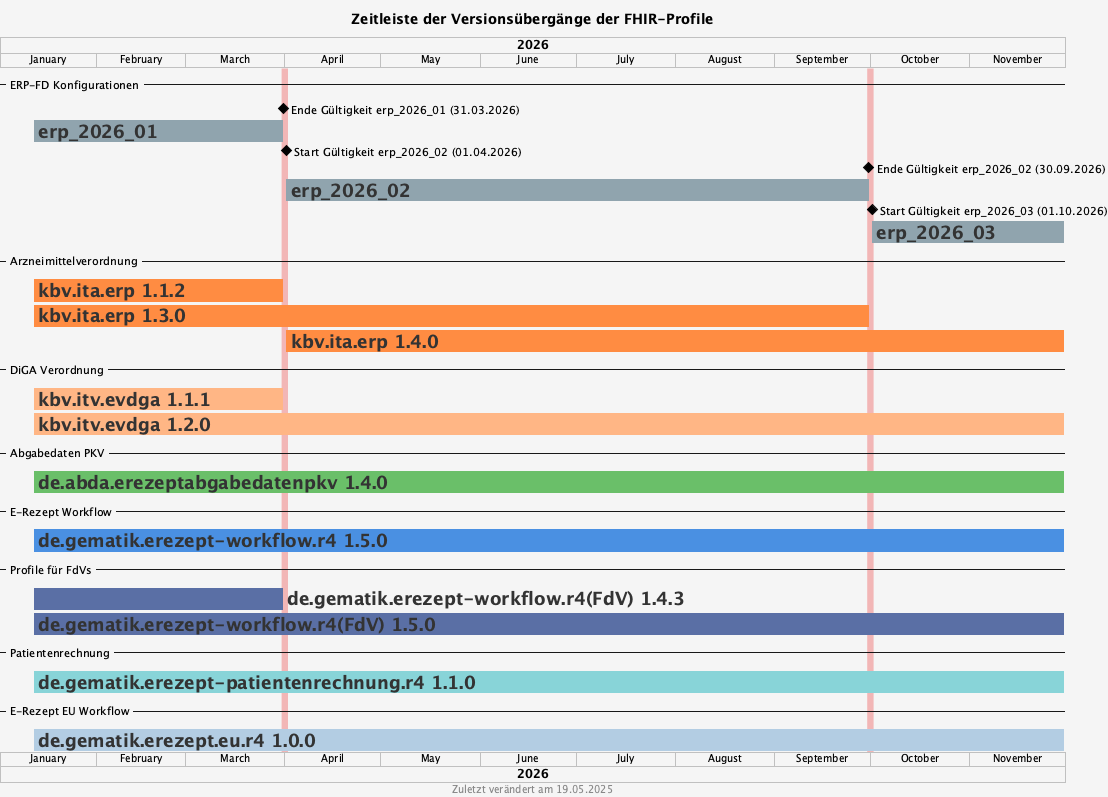 Zeitleiste der Versionsübergänge der FHIR-Profile
2026
January February March April May June July August September October November
ERP-FD Konfigurationen
Ende Gültigkeit erp_2026_01 (31.03.2026)
erp_2026_01
Start Gültigkeit erp_2026_02 (01.04.2026)
Ende Gültigkeit erp_2026_02 (30.09.2026)
erp_2026_02
Start Gültigkeit erp_2026_03 (01.10.2026)
erp_2026_03
Arzneimittelverordnung
kbv.ita.erp 1.1.2
kbv.ita.erp 1.3.0
kbv.ita.erp 1.4.0
DiGA Verordnung
kbv.itv.evdga 1.1.1
kbv.itv.evdga 1.2.0
Abgabedaten PKV
de.abda.erezeptabgabedatenpkv 1.4.0
E-Rezept Workflow
de.gematik.erezept-workflow.r4 1.5.0
Profile für FdVs
de.gematik.erezept-workflow.r4(FdV) 1.4.3
de.gematik.erezept-workflow.r4(FdV) 1.5.0
Patientenrechnung
de.gematik.erezept-patientenrechnung.r4 1.1.0
E-Rezept EU Workflow
de.gematik.erezept.eu.r4 1.0.0
January February March April May June July August September October November
2026
Zuletzt verändert am 19.05.2025